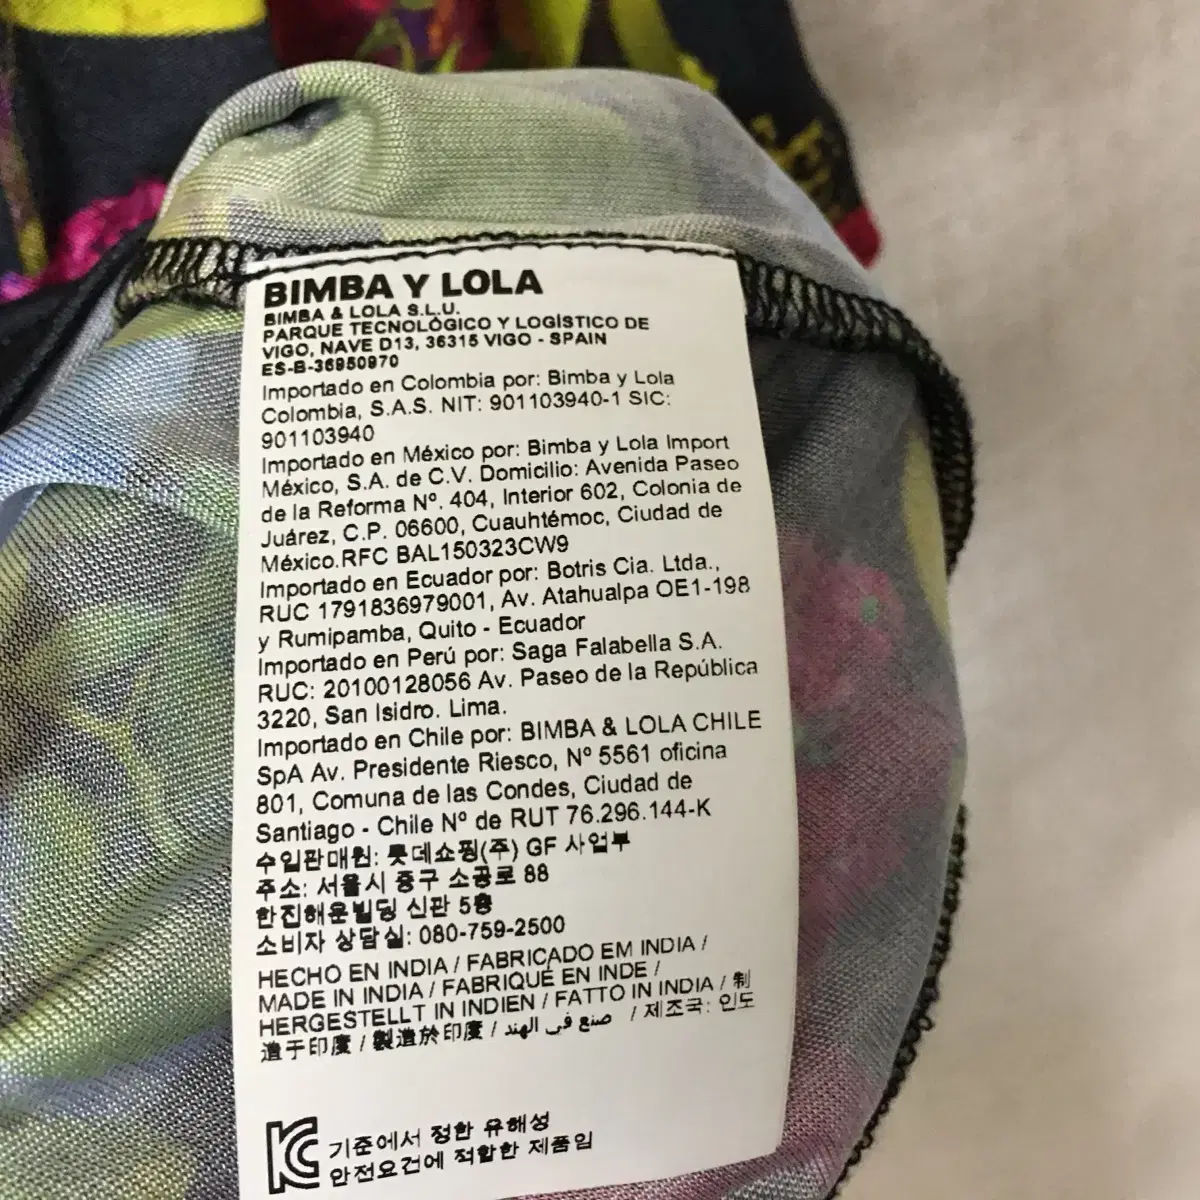 BIMBA Y LOLA
BIMBA & LOLA S.L.U.
PARQUE TECNOLÓGICO Y LOGÍSTICO DE
VIGO, NAVE D13, 36315 VIGO - SPAIN
ES-B-36950970
Importado en Colombia por: Bimba y Lola
Colombia, S.A.S. NIT: 901103940-1 SIC:
901103940
Importado en México por: Bimba y Lola Import
México, S.A. de C.V. Domicilio: Avenida Paseo
de la Reforma Nº. 404, Interior 602, Colonia de
Juárez, C.P. 06600, Cuauhtémoc, Ciudad de
México.RFC BAL150323CW9
Importado en Ecuador por: Botris Cia. Ltda.,
RUC 1791836979001, Av. Atahualpa OE1-198
y Rumipamba, Quito - Ecuador
Importado en Perú por: Saga Falabella S.A.
RUC: 20100128056 Av. Paseo de la República
3220, San Isidro. Lima.
Importado en Chile por: BIMBA & LOLA CHILE
SpA Av. Presidente Riesco, Nº 5561 oficina
801, Comuna de las Condes, Ciudad de
Santiago - Chile Nº de RUT 76.296.144-K
수입판매원: 롯데쇼핑(주) GF 사업부
주소: 서울시 중구 소공로 88
한진해운빌딩 신관 5층
소비자 상담실: 080-759-2500
HECHO EN INDIA / FABRICADO EM INDIA /
MADE IN INDIA / FABRIQUÉ EN INDE /
HERGESTELLT IN INDIEN / FATTO IN INDIA / 制
造于印度 / 製造於印度 / صنع في الهند / 제조국: 인도
기준에서 정한 유해성
안전요건에 적합한 제품임